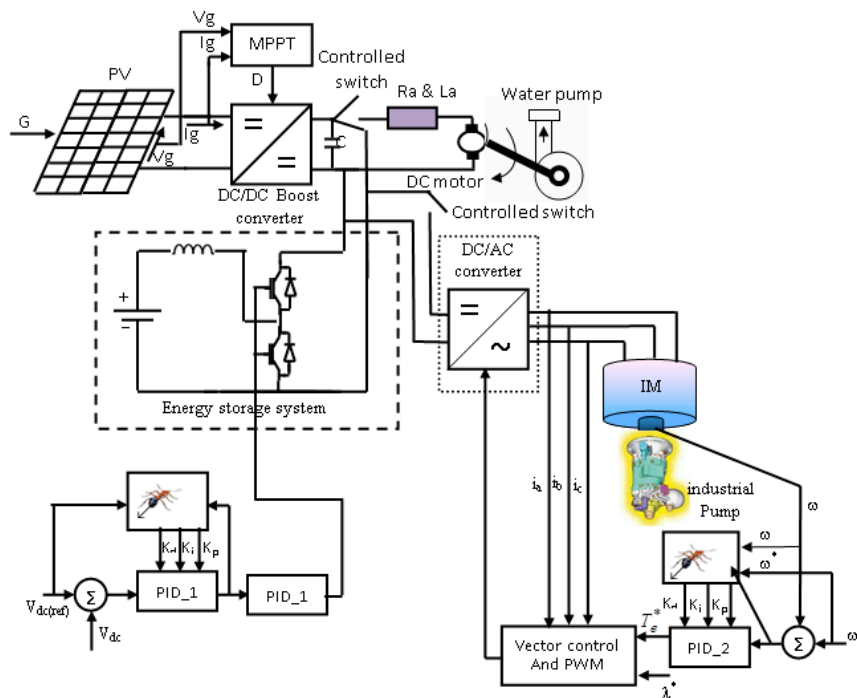 Vg
Ig
MPPT
Controlled
switch
D
PV
Ra & La
Water pump
G
=
=
Ig
Vg
C
DC motor
DC/DC Boost
converter
Controlled switch
DC/AC
converter
+
−
=
~
Energy storage system
IM
industrial
Pump
ia
ib
ic
ω
ω
ω*
Kd
Ki
Kp
Kd
Ki
Kp
Vdc(ref)
Σ
PID_1
PID_1
Vdc
Te*
Vector control
And PWM
PID_2
Σ
ω
λ*